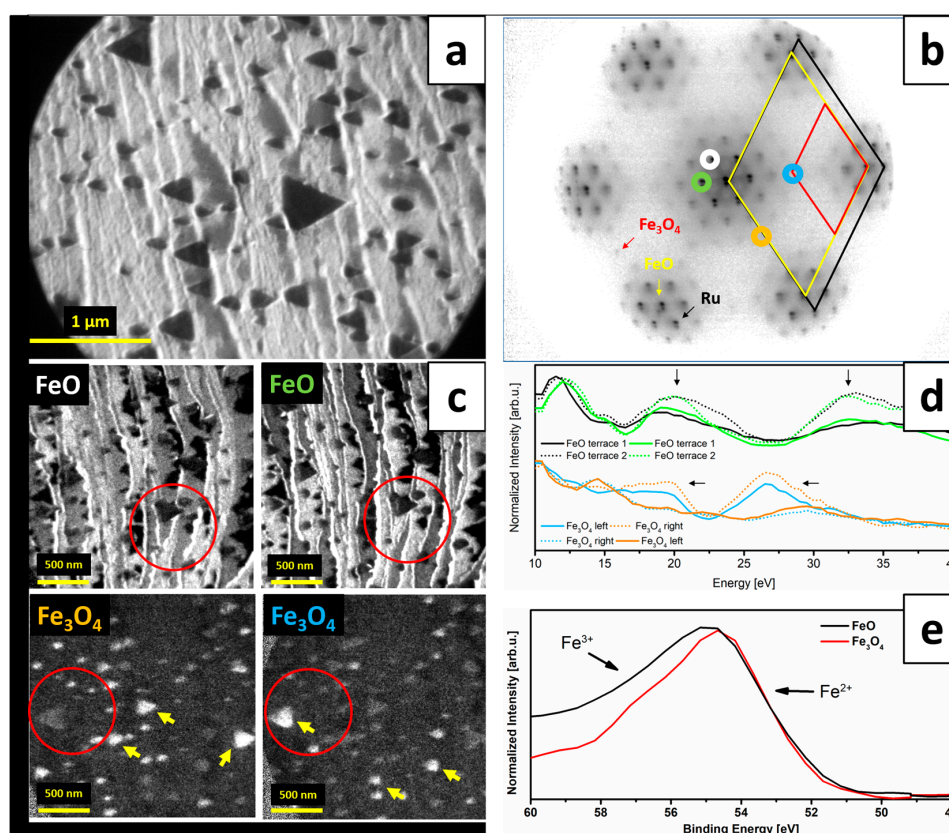 a
1 μm
b
Fe3O4
FeO
Ru
FeO
FeO
c
500 nm
500 nm
Fe3O4
Fe3O4
500 nm
500 nm
d
Normalized Intensity [arb.u.]
FeO terrace 1
FeO terrace 1
FeO terrace 2
FeO terrace 2
Fe3O4 left
Fe3O4 right
Fe3O4 right
Fe3O4 left
10 15 20 25 30 35
Energy [eV]
e
Normalized Intensity [arb.u.]
FeO
Fe3O4
Fe3+
Fe2+
60 58 56 54 52 50
Binding Energy [eV]